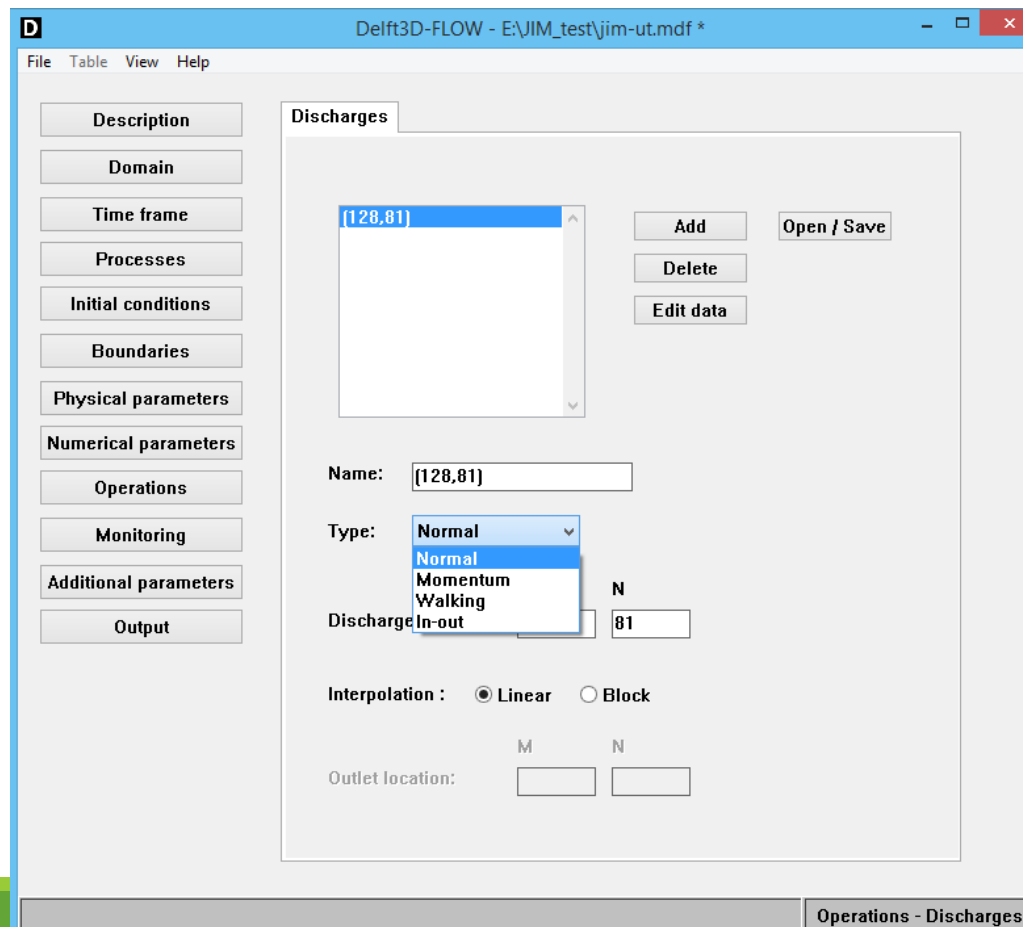 D
Delft3D-FLOW - E:\JIM_test\jim-ut.mdf *
File Table View Help
Description
Domain
Time frame
Processes
Initial conditions
Boundaries
Physical parameters
Numerical parameters
Operations
Monitoring
Additional parameters
Output
Discharges
(128,81)
Add
Open / Save
Delete
Edit data
Name: (128,81)
Type: Normal
Normal
Momentum
Walking
In-out
N
Discharge
81
Interpolation : Linear Block
M N
Outlet location:
Operations - Discharges